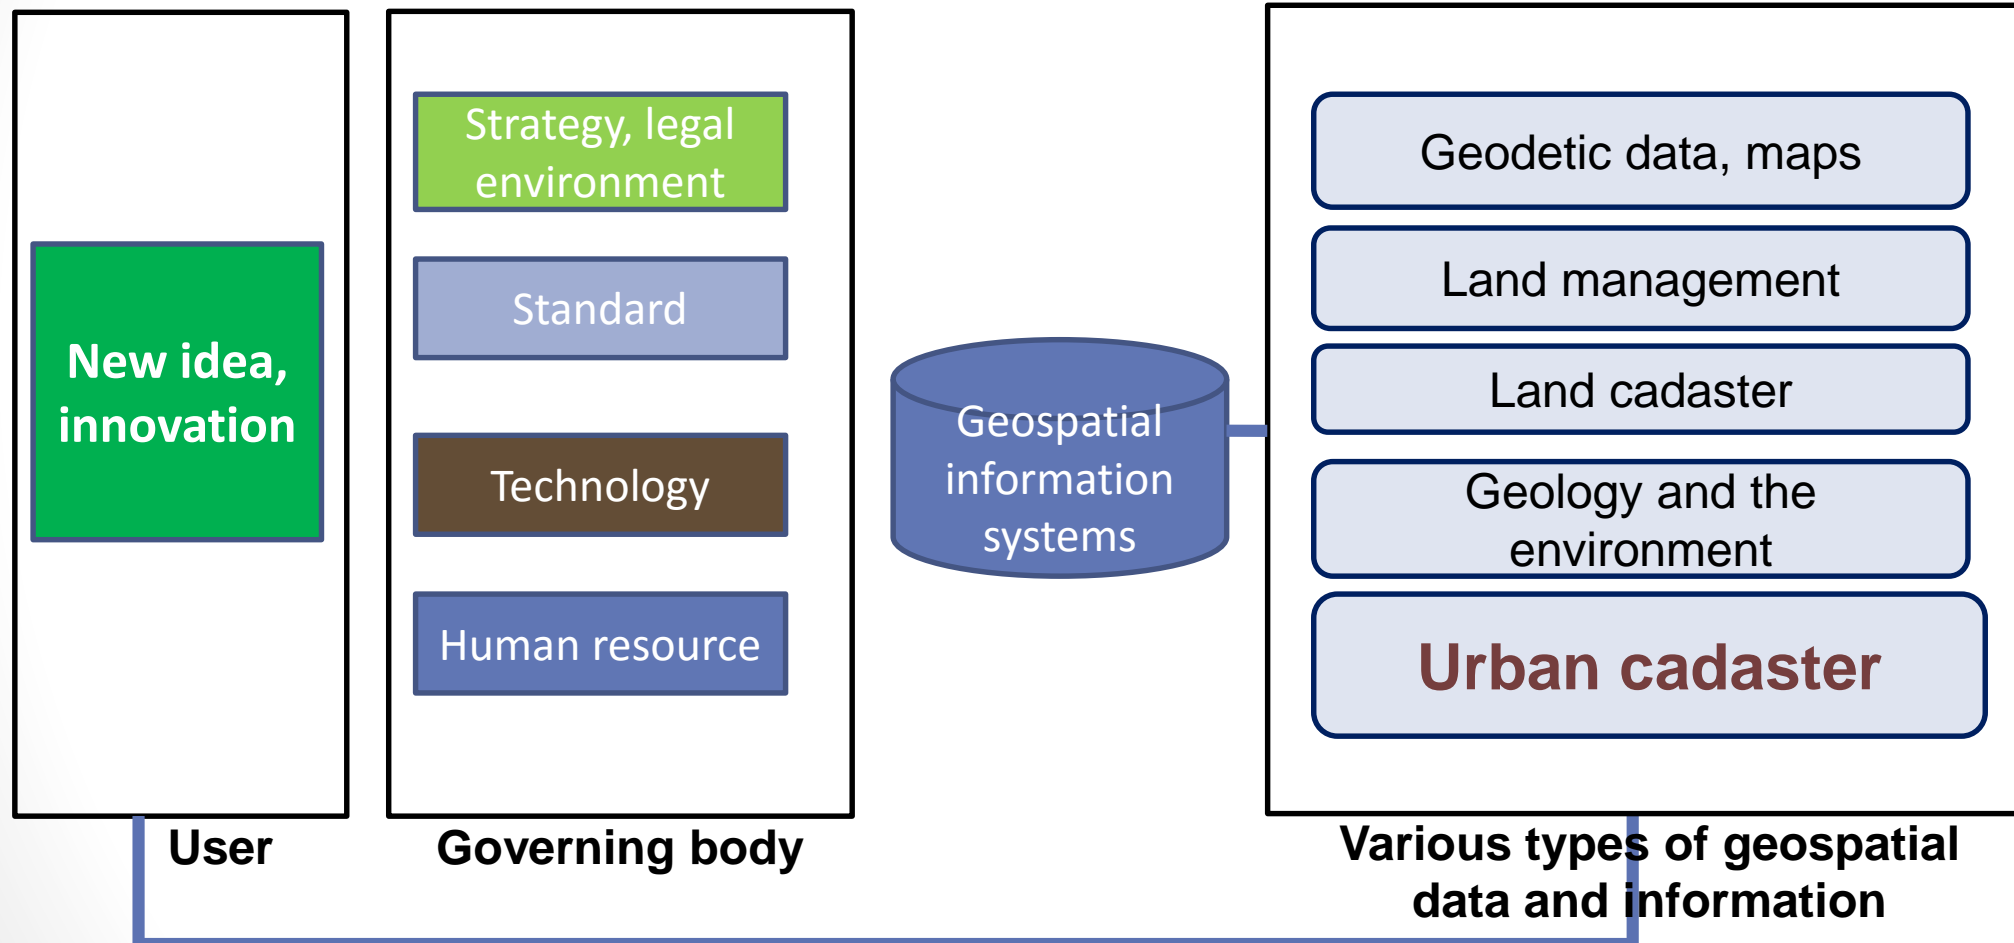 New idea,
innovation
User
Strategy, legal
environment
Standard
Technology
Human resource
Governing body
Geospatial
information
systems
Geodetic data, maps
Land management
Land cadaster
Geology and the
environment
Urban cadaster
Various types of geospatial
data and information